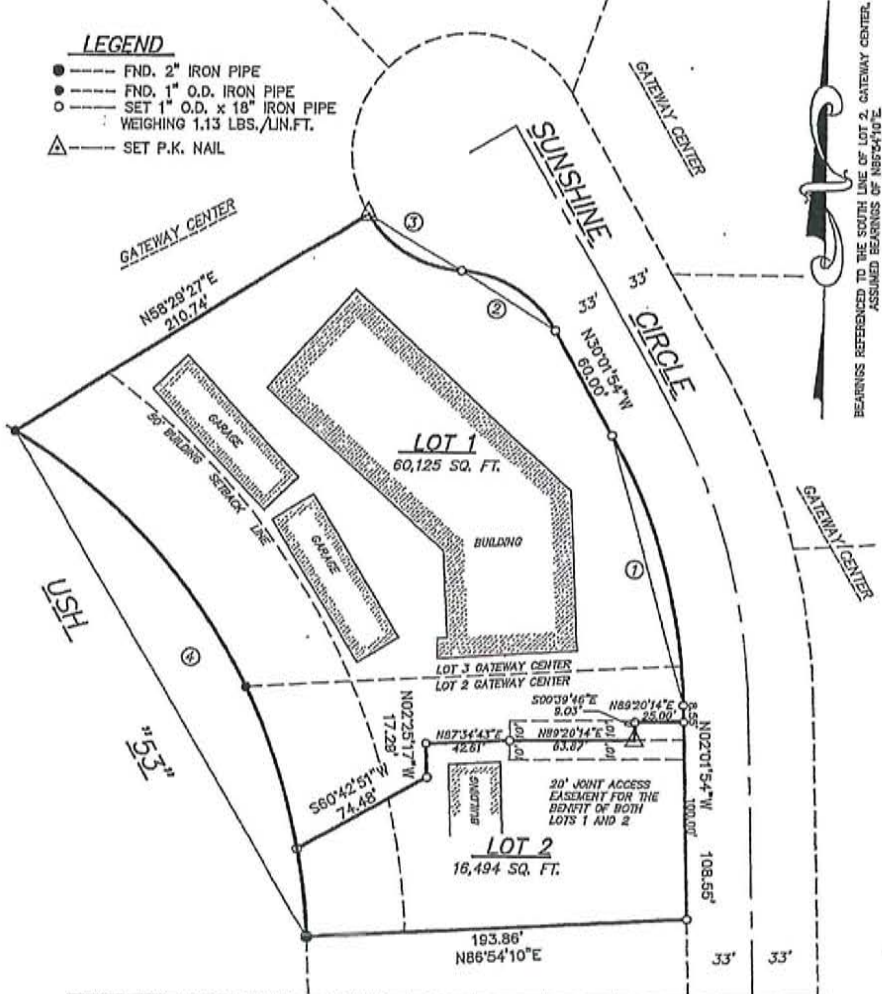 LEGEND
FND. 2" IRON PIPE
FND. 1" O.D. IRON PIPE
SET 1" O.D. x 18" IRON PIPE
WEIGHING 1.13 LBS./LIN.FT.
SET P.K. NAIL
GATEWAY CENTER
GATEWAY CENTER
SUNSHINE
CIRCLE
33'
33'
BEARINGS REFERENCED TO THE SOUTH LINE OF LOT 2, GATEWAY CENTER,
ASSUMED BEARINGS OF N86°54'10"E.
N58°29'27"E
210.74'
3
2
N30°01'54"W
60.00'
GARAGE
50' BUILDING SETBACK LINE
LOT 1
60,125 SQ. FT.
GARAGE
BUILDING
GATEWAY CENTER
1
USH
"53"
4
LOT 3 GATEWAY CENTER
LOT 2 GATEWAY CENTER
S00°39'46"E
9.03'
N89°20'14"E
25.00'
8.55'
N02°01'54"W
100.00'
108.55'
N02°25'17"W
17.29'
N87°34'43"E
42.61'
10'
10'
N89°20'14"E
63.87'
10'
10'
S60°42'51"W
74.48'
BUILDING
20' JOINT ACCESS
EASEMENT FOR THE
BENIFIT OF BOTH
LOTS 1 AND 2
LOT 2
16,494 SQ. FT.
193.86'
N86°54'10"E
33'
33'